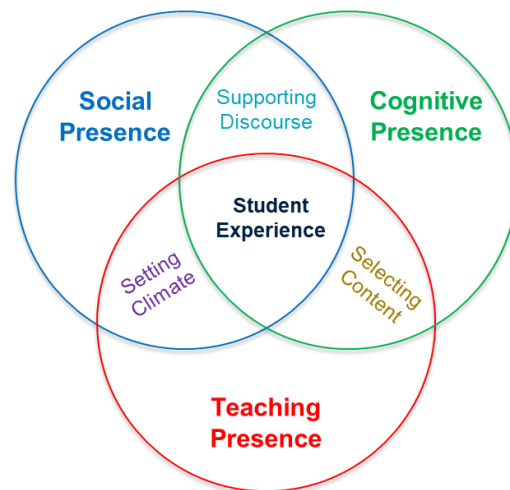 Social
Presence
Supporting
Discourse
Cognitive
Presence
Student
Experience
Setting
Climate
Selecting
Content
Teaching
Presence